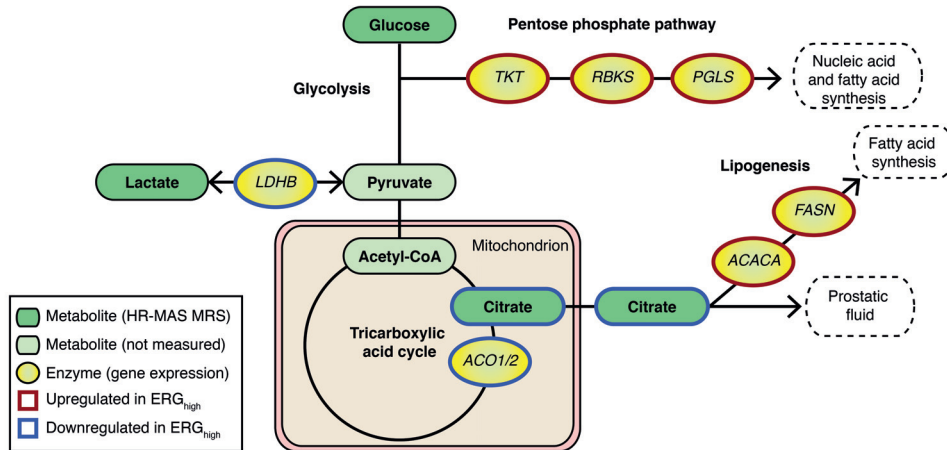 Glucose
Pentose phosphate pathway
Glycolysis
TKT
RBKS
PGLS
Nucleic acid
and fatty acid
synthesis
Fatty acid
synthesis
Lipogenesis
Lactate
LDHB
Pyruvate
FASN
Mitochondrion
Acetyl-CoA
ACACA
Citrate
Citrate
Prostatic
fluid
Tricarboxylic
acid cycle
ACO1/2
Metabolite (HR-MAS MRS)
Metabolite (not measured)
Enzyme (gene expression)
Upregulated in ERGhigh
Downregulated in ERGhigh